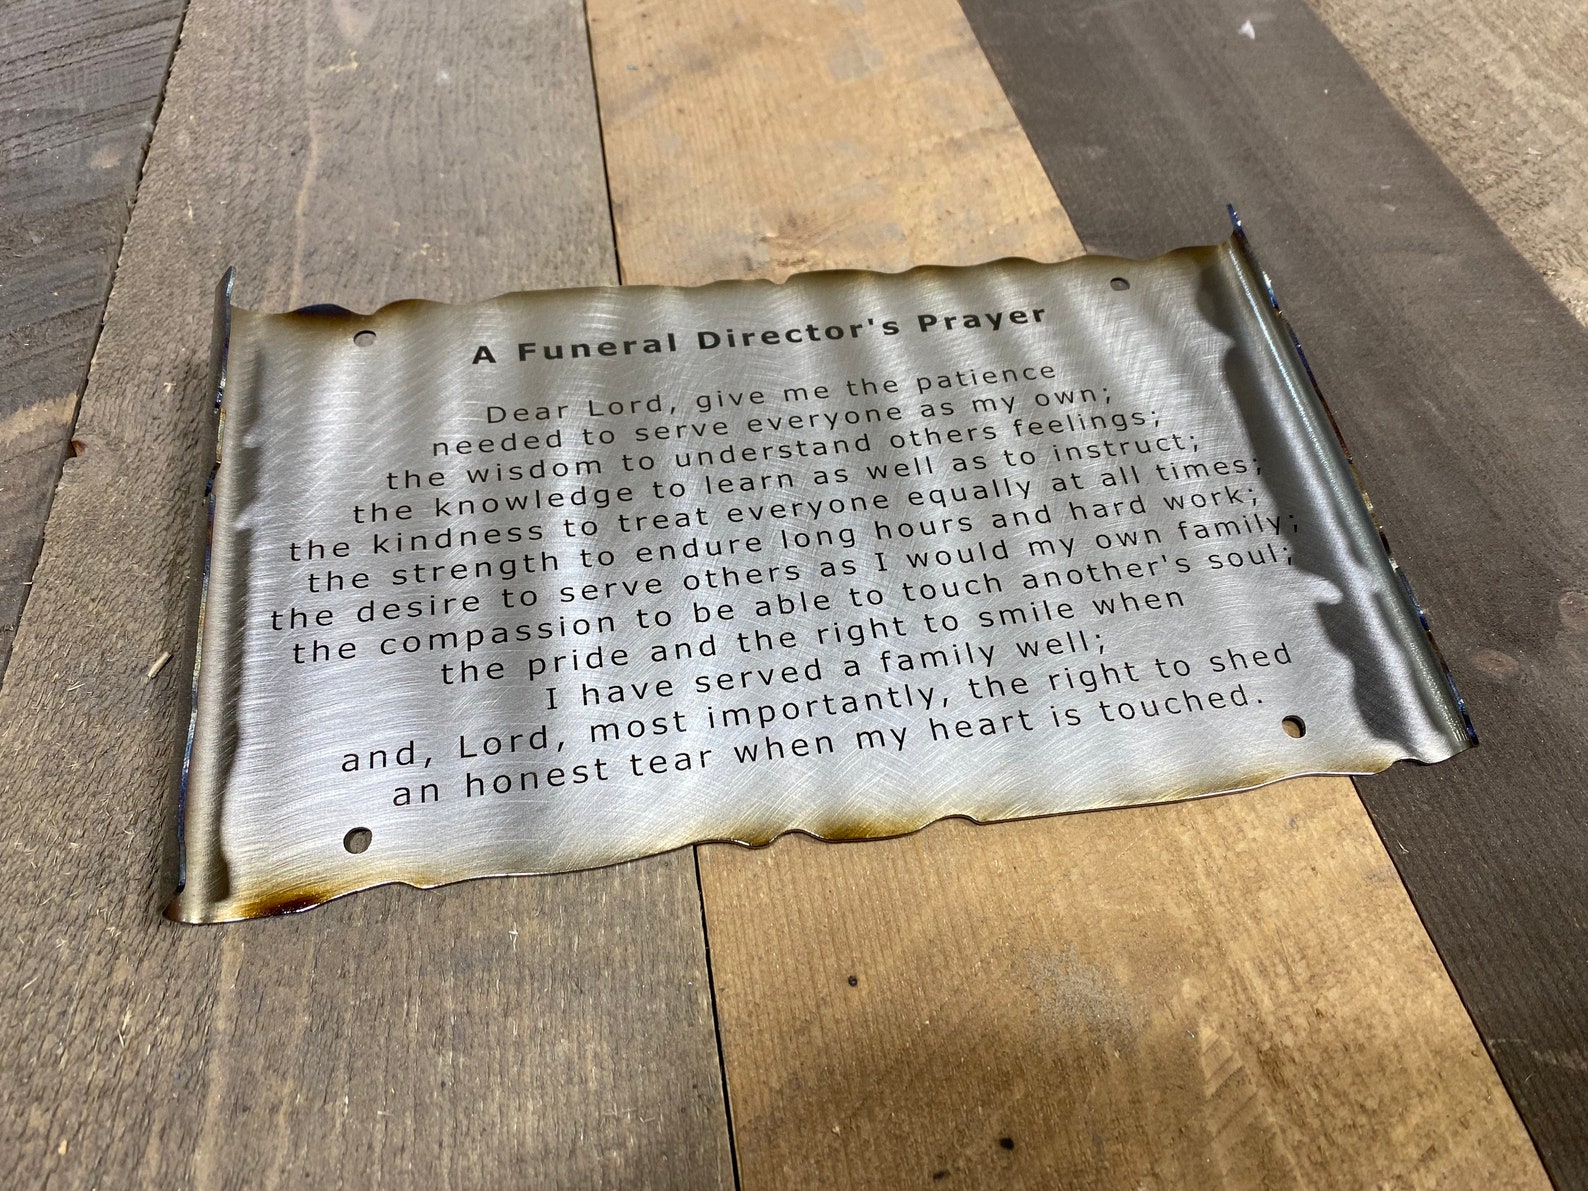 A Funeral Director's Prayer
Dear Lord, give me the patience
needed to serve everyone as my own;
the wisdom to understand others feelings;
the knowledge to learn as well as to instruct;
the kindness to treat everyone equally at all times;
the strength to endure long hours and hard work;
the desire to serve others as I would my own family;
the compassion to be able to touch another's soul;
the pride and the right to smile when
I have served a family well;
and, Lord, most importantly, the right to shed
an honest tear when my heart is touched.